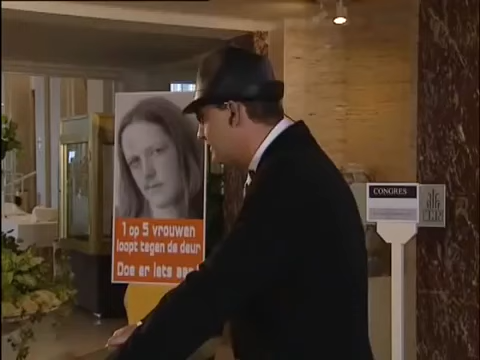 1 op 5 vrouwen
loopt tegen de deur
Doe er iets aan
CONGRES